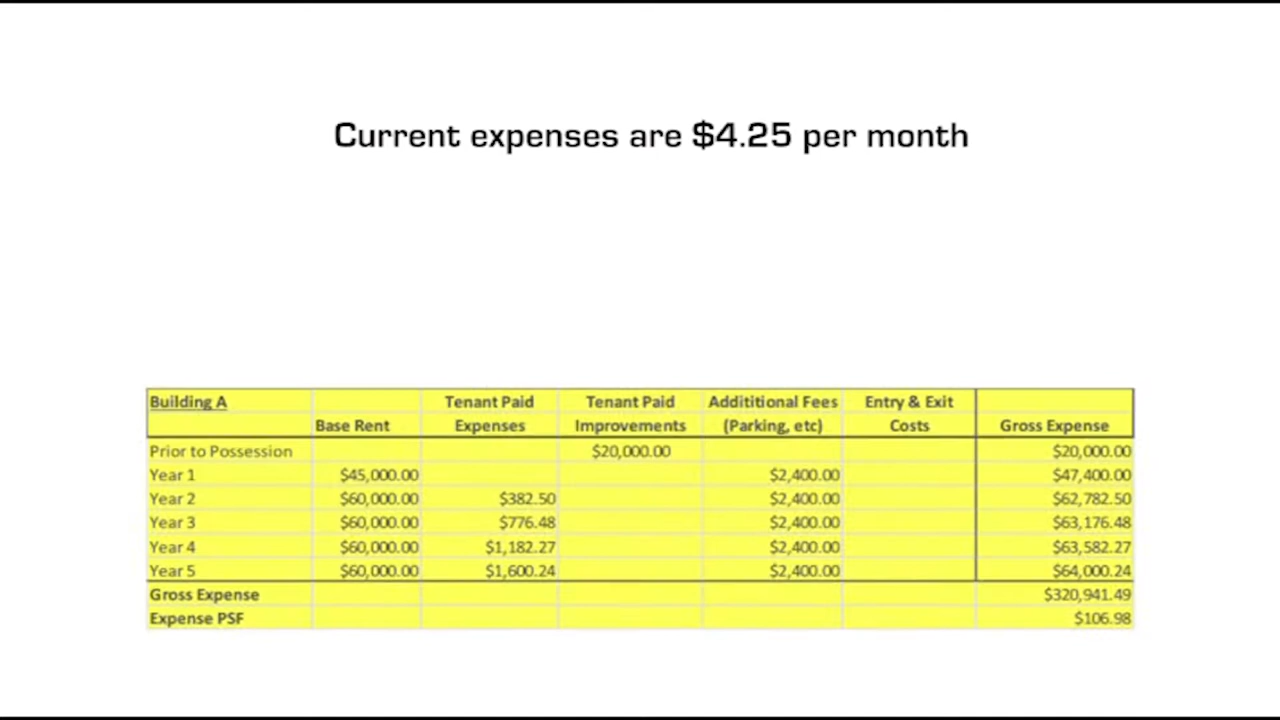 Current expenses are $4.25 per month
Building A Tenant Paid Tenant Paid Addititional Fees Entry & Exit
Base Rent Expenses Improvements (Parking, etc) Costs Gross Expense
Prior to Possession $20,000.00 $20,000.00
Year 1 $45,000.00 $2,400.00 $47,400.00
Year 2 $60,000.00 $382.50 $2,400.00 $62,782.50
Year 3 $60,000.00 $776.48 $2,400.00 $63,176.48
Year 4 $60,000.00 $1,182.27 $2,400.00 $63,582.27
Year 5 $60,000.00 $1,600.24 $2,400.00 $64,000.24
Gross Expense $320,941.49
Expense PSF $106.98